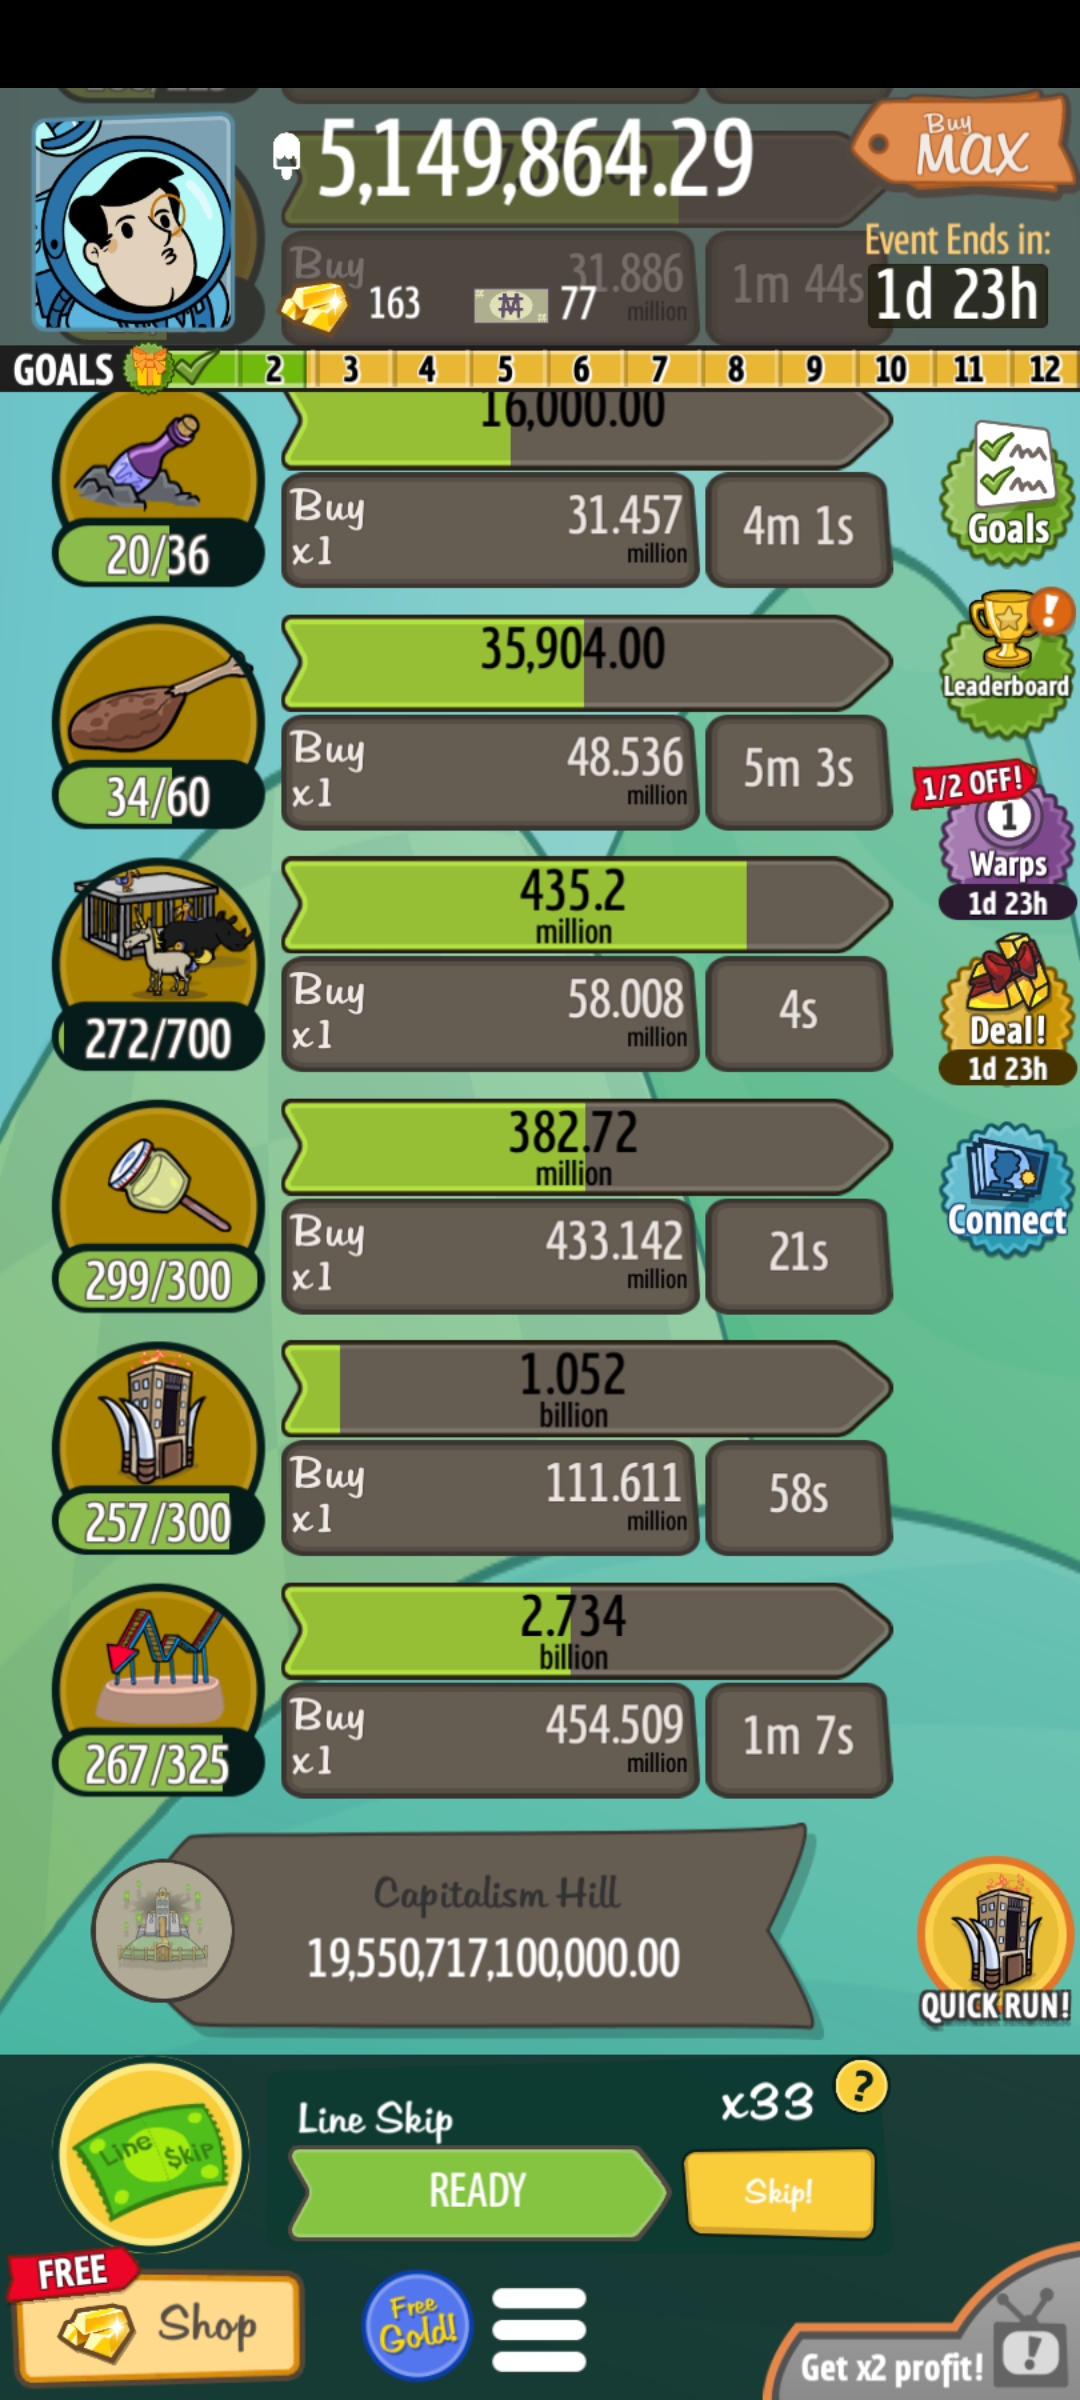 5,149,864.29
Buy
MAX
Event Ends in:
1d 23h
Buy
31.886
million
1m 44s
163
77
GOALS
2 3 4 5 6 7 8 9 10 11 12
16,000.00
20/36
Buy
x1
31.457
million
4m 1s
Goals
35,904.00
34/60
Buy
x1
48.536
million
5m 3s
Leaderboard
1/2 OFF!
1
Warps
1d 23h
435.2
million
272/700
Buy
x1
58.008
million
4s
Deal!
1d 23h
382.72
million
299/300
Buy
x1
433.142
million
21s
Connect
1.052
billion
257/300
Buy
x1
111.611
million
58s
2.734
billion
267/325
Buy
x1
454.509
million
1m 7s
Capitalism Hill
19,550,717,100,000.00
QUICK RUN!
Line $kip
Line Skip
x33
?
READY
Skip!
FREE
Shop
Free
Gold!
Get x2 profit!